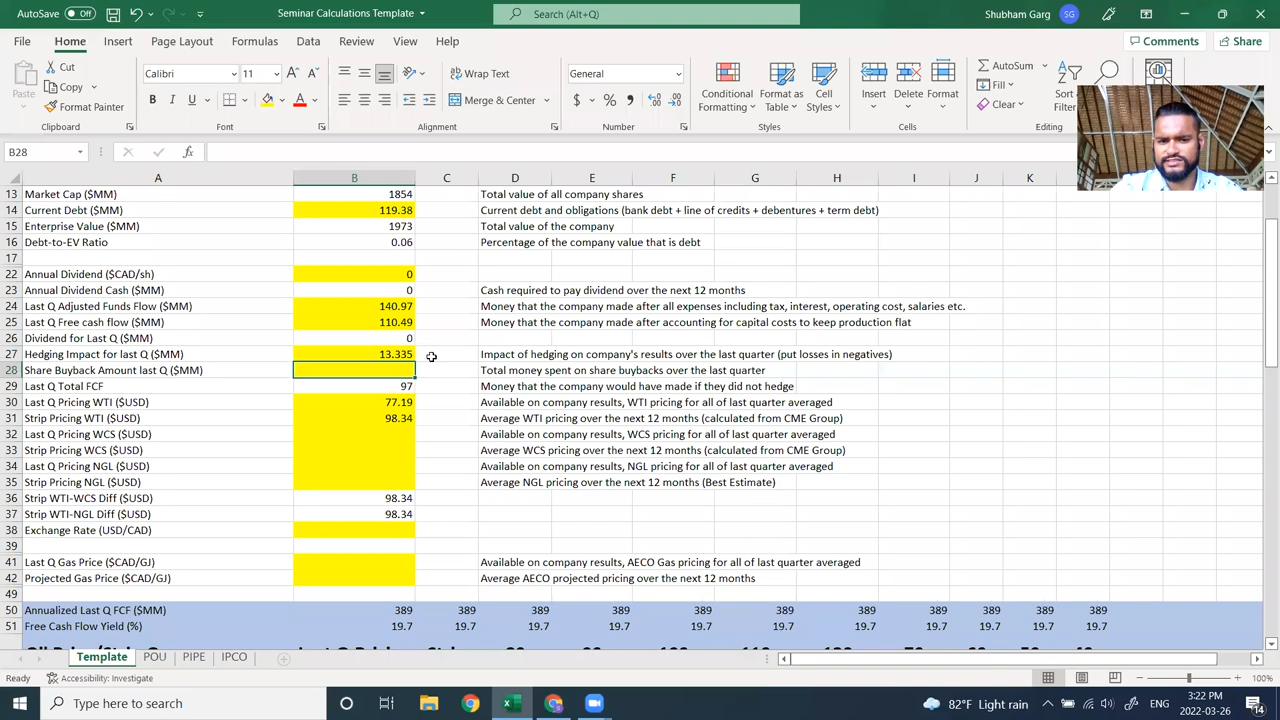 AutoSave Off Seminar Calculations Template Search (Alt+Q) Shubham Garg SG
File Home Insert Page Layout Formulas Data Review View Help Comments Share
Paste Cut Copy Format Painter Clipboard
Calibri 11 Font
Wrap Text Merge & Center Alignment
General Number
Conditional Formatting Format as Table Cell Styles Styles
Insert Delete Format Cells
AutoSum Fill Clear Editing
B28 fx
A B C D E F G H I J K
13 Market Cap ($MM) 1854 Total value of all company shares
14 Current Debt ($MM) 119.38 Current debt and obligations (bank debt + line of credits + debentures + term debt)
15 Enterprise Value ($MM) 1973 Total value of the company
16 Debt-to-EV Ratio 0.06 Percentage of the company value that is debt
17
22 Annual Dividend ($CAD/sh) 0
23 Annual Dividend Cash ($MM) 0 Cash required to pay dividend over the next 12 months
24 Last Q Adjusted Funds Flow ($MM) 140.97 Money that the company made after all expenses including tax, interest, operating cost, salaries etc.
25 Last Q Free cash flow ($MM) 110.49 Money that the company made after accounting for capital costs to keep production flat
26 Dividend for Last Q 0
27 Hedging Impact for last Q ($MM) 13.335 Impact of hedging on company's results over the last quarter (put losses in negatives)
28 Share Buyback Amount last Q ($MM) Total money spent on share buybacks over the last quarter
29 Last Q Total FCF 97 Money that the company would have made if they did not hedge
30 Last Q Pricing WTI ($USD) 77.19 Available on company results, WTI pricing for all of last quarter averaged
31 Strip Pricing WTI ($USD) 98.34 Average WTI pricing over the next 12 months (calculated from CME Group)
32 Last Q Pricing WCS ($USD) Available on company results, WCS pricing for all of last quarter averaged
33 Strip Pricing WCS ($USD) Average WCS pricing over the next 12 months (calculated from CME Group)
34 Last Q Pricing NGL ($USD) Available on company results, NGL pricing for all of last quarter averaged
35 Strip Pricing NGL ($USD) Average NGL pricing over the next 12 months (Best Estimate)
36 Strip WTI-WCS Diff ($USD) 98.34
37 Strip WTI-NGL Diff ($USD) 98.34
38 Exchange Rate (USD/CAD)
39
41 Last Q Gas Price ($CAD/GJ) Available on company results, AECO Gas pricing for all of last quarter averaged
42 Projected Gas Price ($CAD/GJ) Average AECO projected pricing over the next 12 months
49
50 Annualized Last Q FCF ($MM) 389 389 389 389 389 389 389 389 389 389
51 Free Cash Flow Yield (%) 19.7 19.7 19.7 19.7 19.7 19.7 19.7 19.7 19.7 19.7
Template POU PIPE IPCO
Ready Accessibility: Investigate 100%
Type here to search 82°F Light rain ENG 3:22 PM 2022-03-26 14